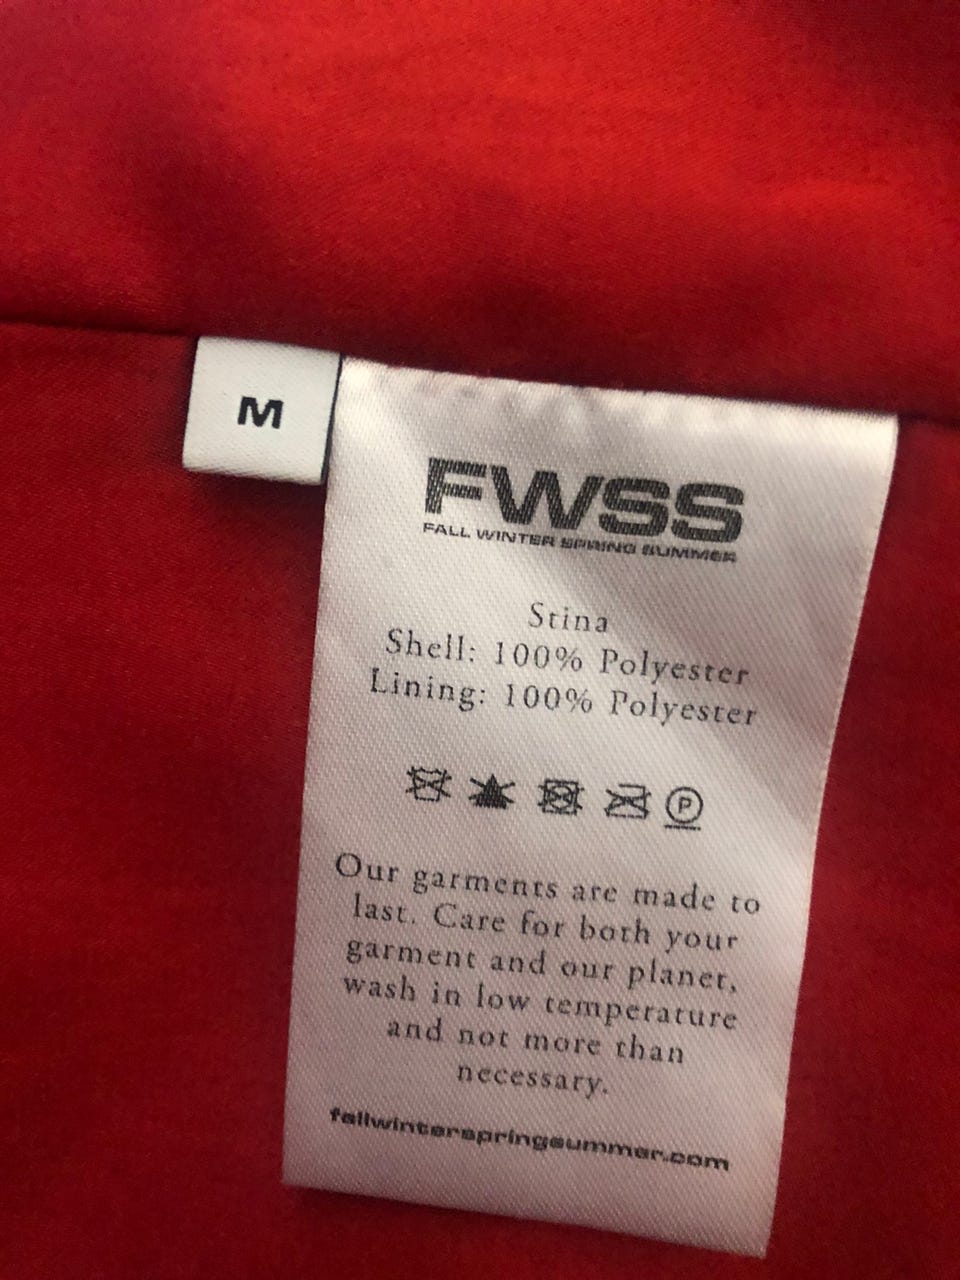 M
FWSS
FALL WINTER SPRING SUMMER
Stina
Shell: 100% Polyester
Lining: 100% Polyester
P
Our garments are made to
last. Care for both your
garment and our planet,
wash in low temperature
and not more than
necessary.
fallwinterspringsummer.com